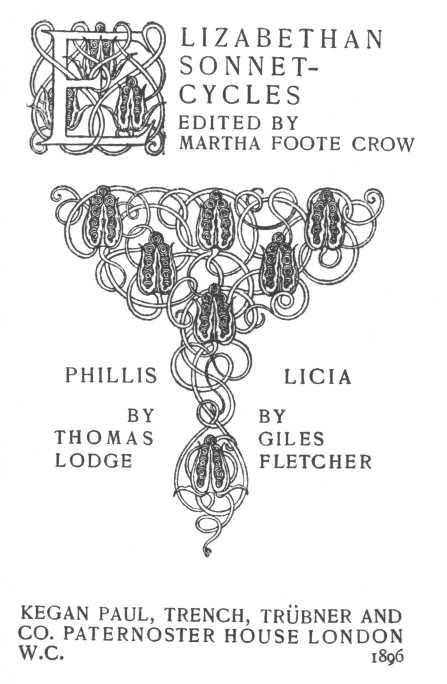 ELIZABETHAN
SONNET-
CYCLES
EDITED BY
MARTHA FOOTE CROW
PHILLIS
BY
THOMAS
LODGE
LICIA
BY
GILES
FLETCHER
KEGAN PAUL, TRENCH, TRÜBNER AND
CO. PATERNOSTER HOUSE LONDON
W.C. 1896